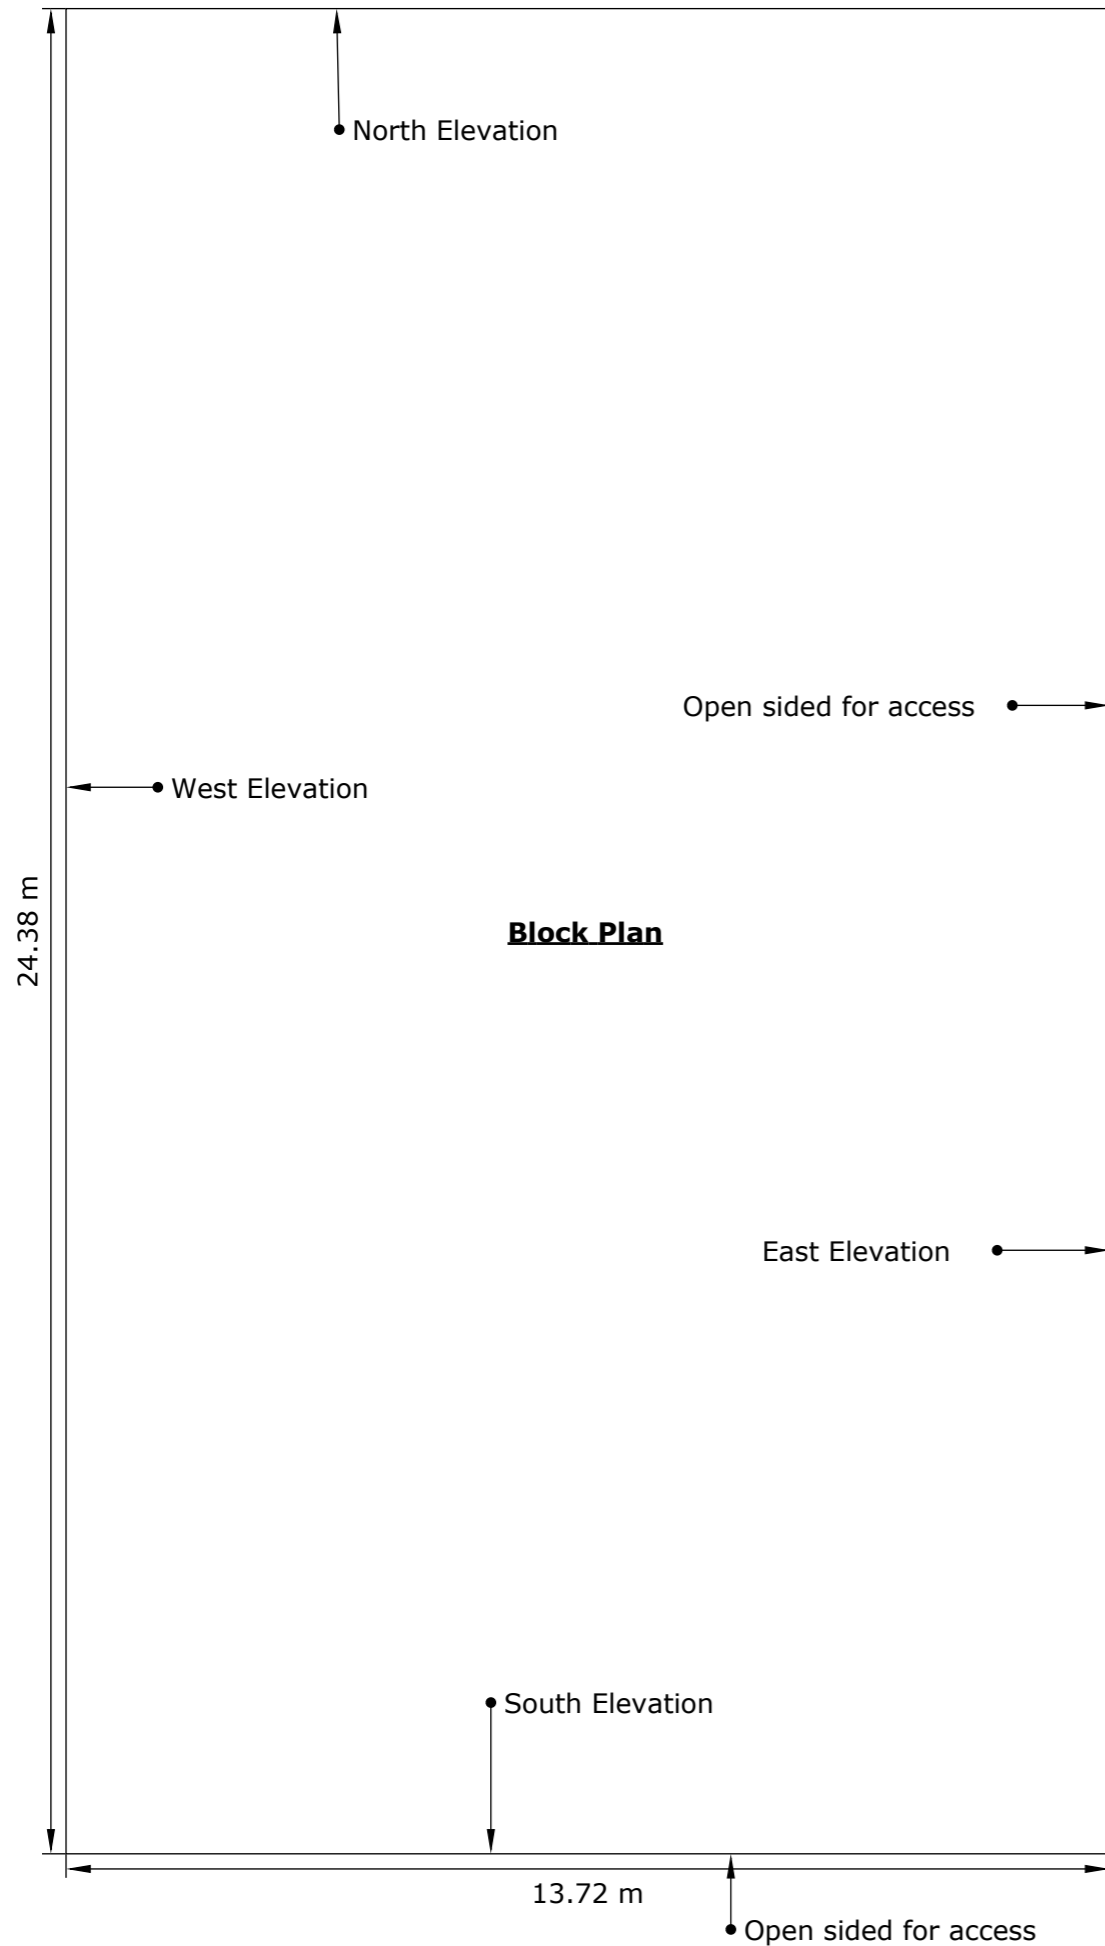 North Elevation
Open sided for access
West Elevation
24.38 m
Block Plan
East Elevation
South Elevation
13.72 m
Open sided for access